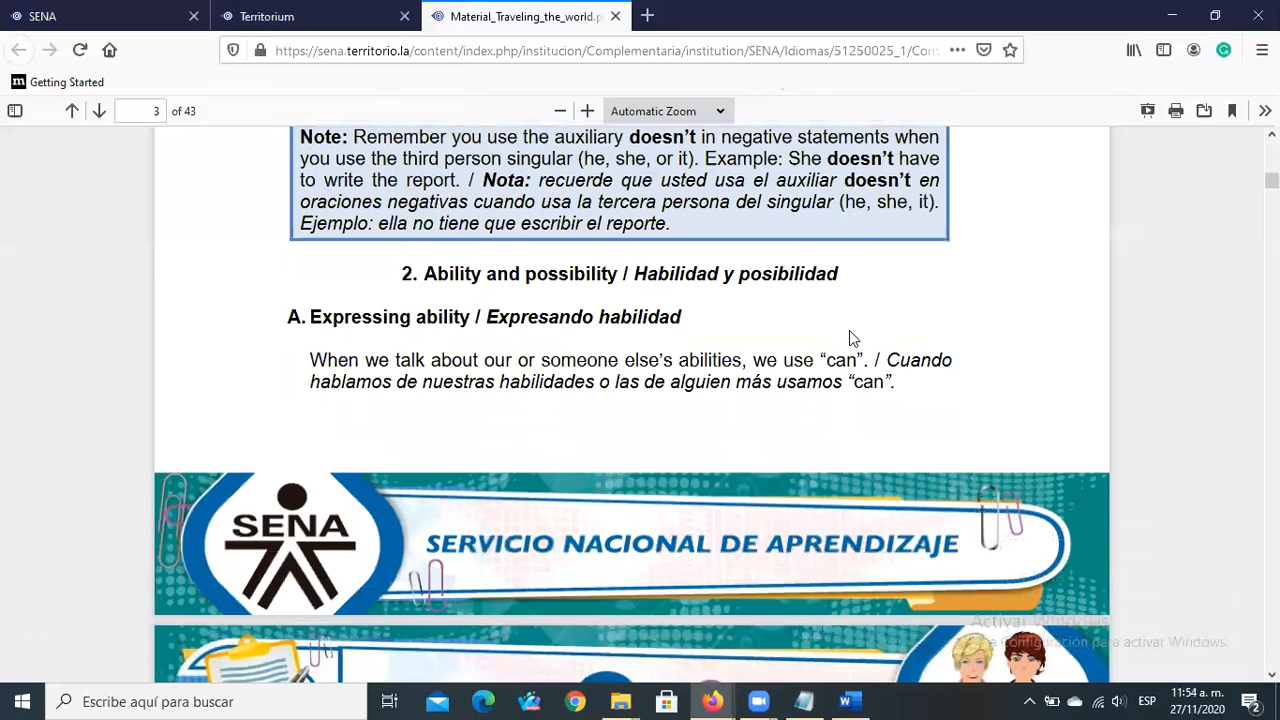 SENA
Territorium
Material_Traveling_the_world.p
https://sena.territorio.la/content/index.php/institucion/Complementaria/institution/SENA/Idiomas/51250025_1/Con
m Getting Started
3 of 43
Automatic Zoom
Note: Remember you use the auxiliary doesn’t in negative statements when
you use the third person singular (he, she, or it). Example: She doesn’t have
to write the report. / Nota: recuerde que usted usa el auxiliar doesn’t en
oraciones negativas cuando usa la tercera persona del singular (he, she, it).
Ejemplo: ella no tiene que escribir el reporte.
2. Ability and possibility / Habilidad y posibilidad
A. Expressing ability / Expresando habilidad
When we talk about our or someone else’s abilities, we use “can”. / Cuando
hablamos de nuestras habilidades o las de alguien más usamos “can”.
SENA
SERVICIO NACIONAL DE APRENDIZAJE
Activar Windows
Configuración para activar Windows.
Escribe aquí para buscar
ESP
11:54 a. m.
27/11/2020
2